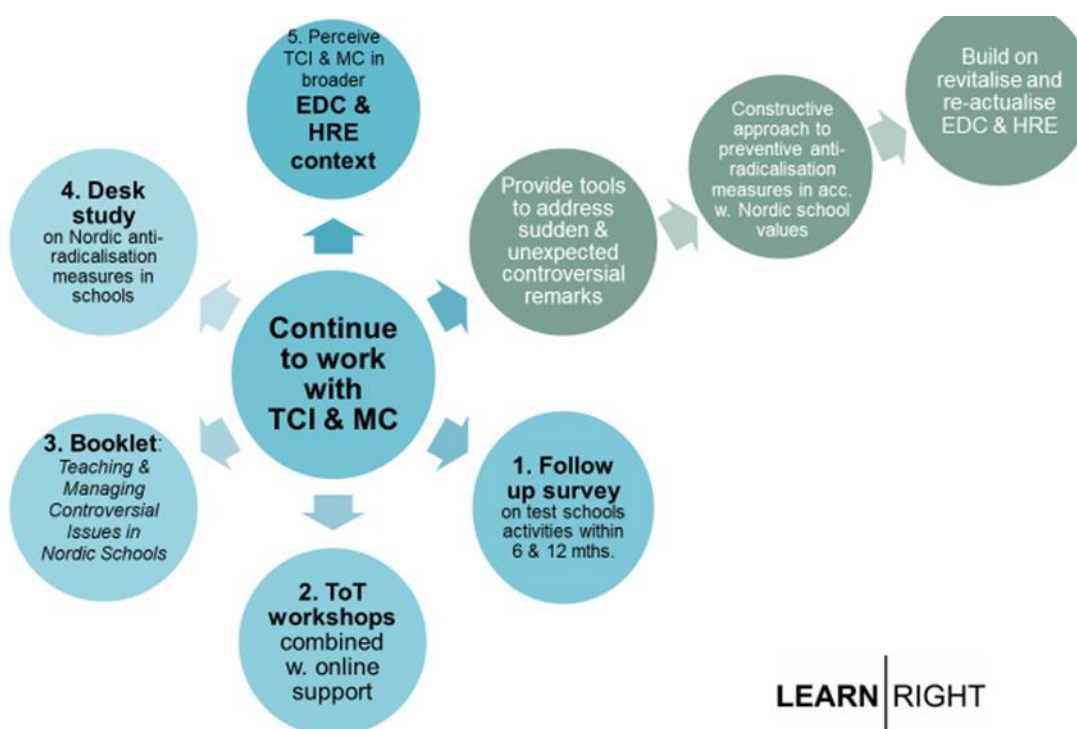 5. Perceive
TCI & MC in
broader
EDC &
HRE
context
Build on
revitalise and
re-actualise
EDC & HRE
Constructive
approach to
preventive anti-
radicalisation
measures in acc.
w. Nordic school
values
Provide tools
to address
sudden &
unexpected
controversial
remarks
4. Desk
study
on Nordic anti-
radicalisation
measures in
schools
Continue
to work
with
TCI & MC
3. Booklet:
Teaching &
Managing
Controversial
Issues in
Nordic Schools
1. Follow
up survey
on test schools
activities within
6 & 12 mths.
2. ToT
workshops
combined
w. online
support
LEARN|RIGHT